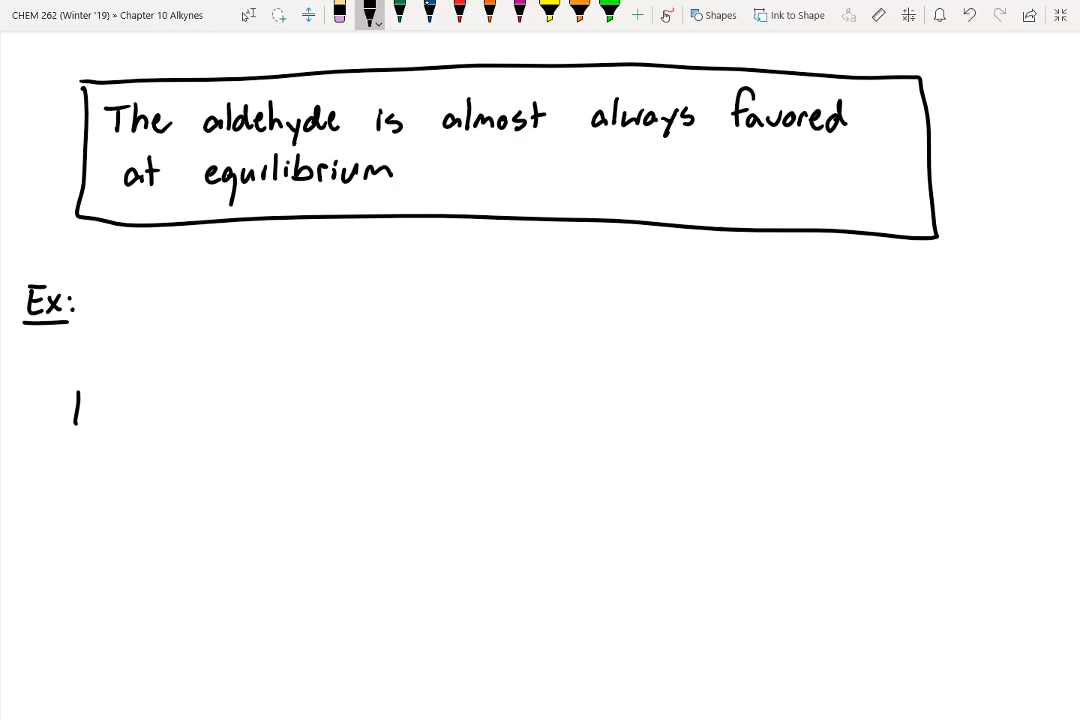 CHEM 262 (Winter '19) » Chapter 10 Alkynes
Shapes
Ink to Shape
The aldehyde is almost always favored
at equilibrium
Ex: